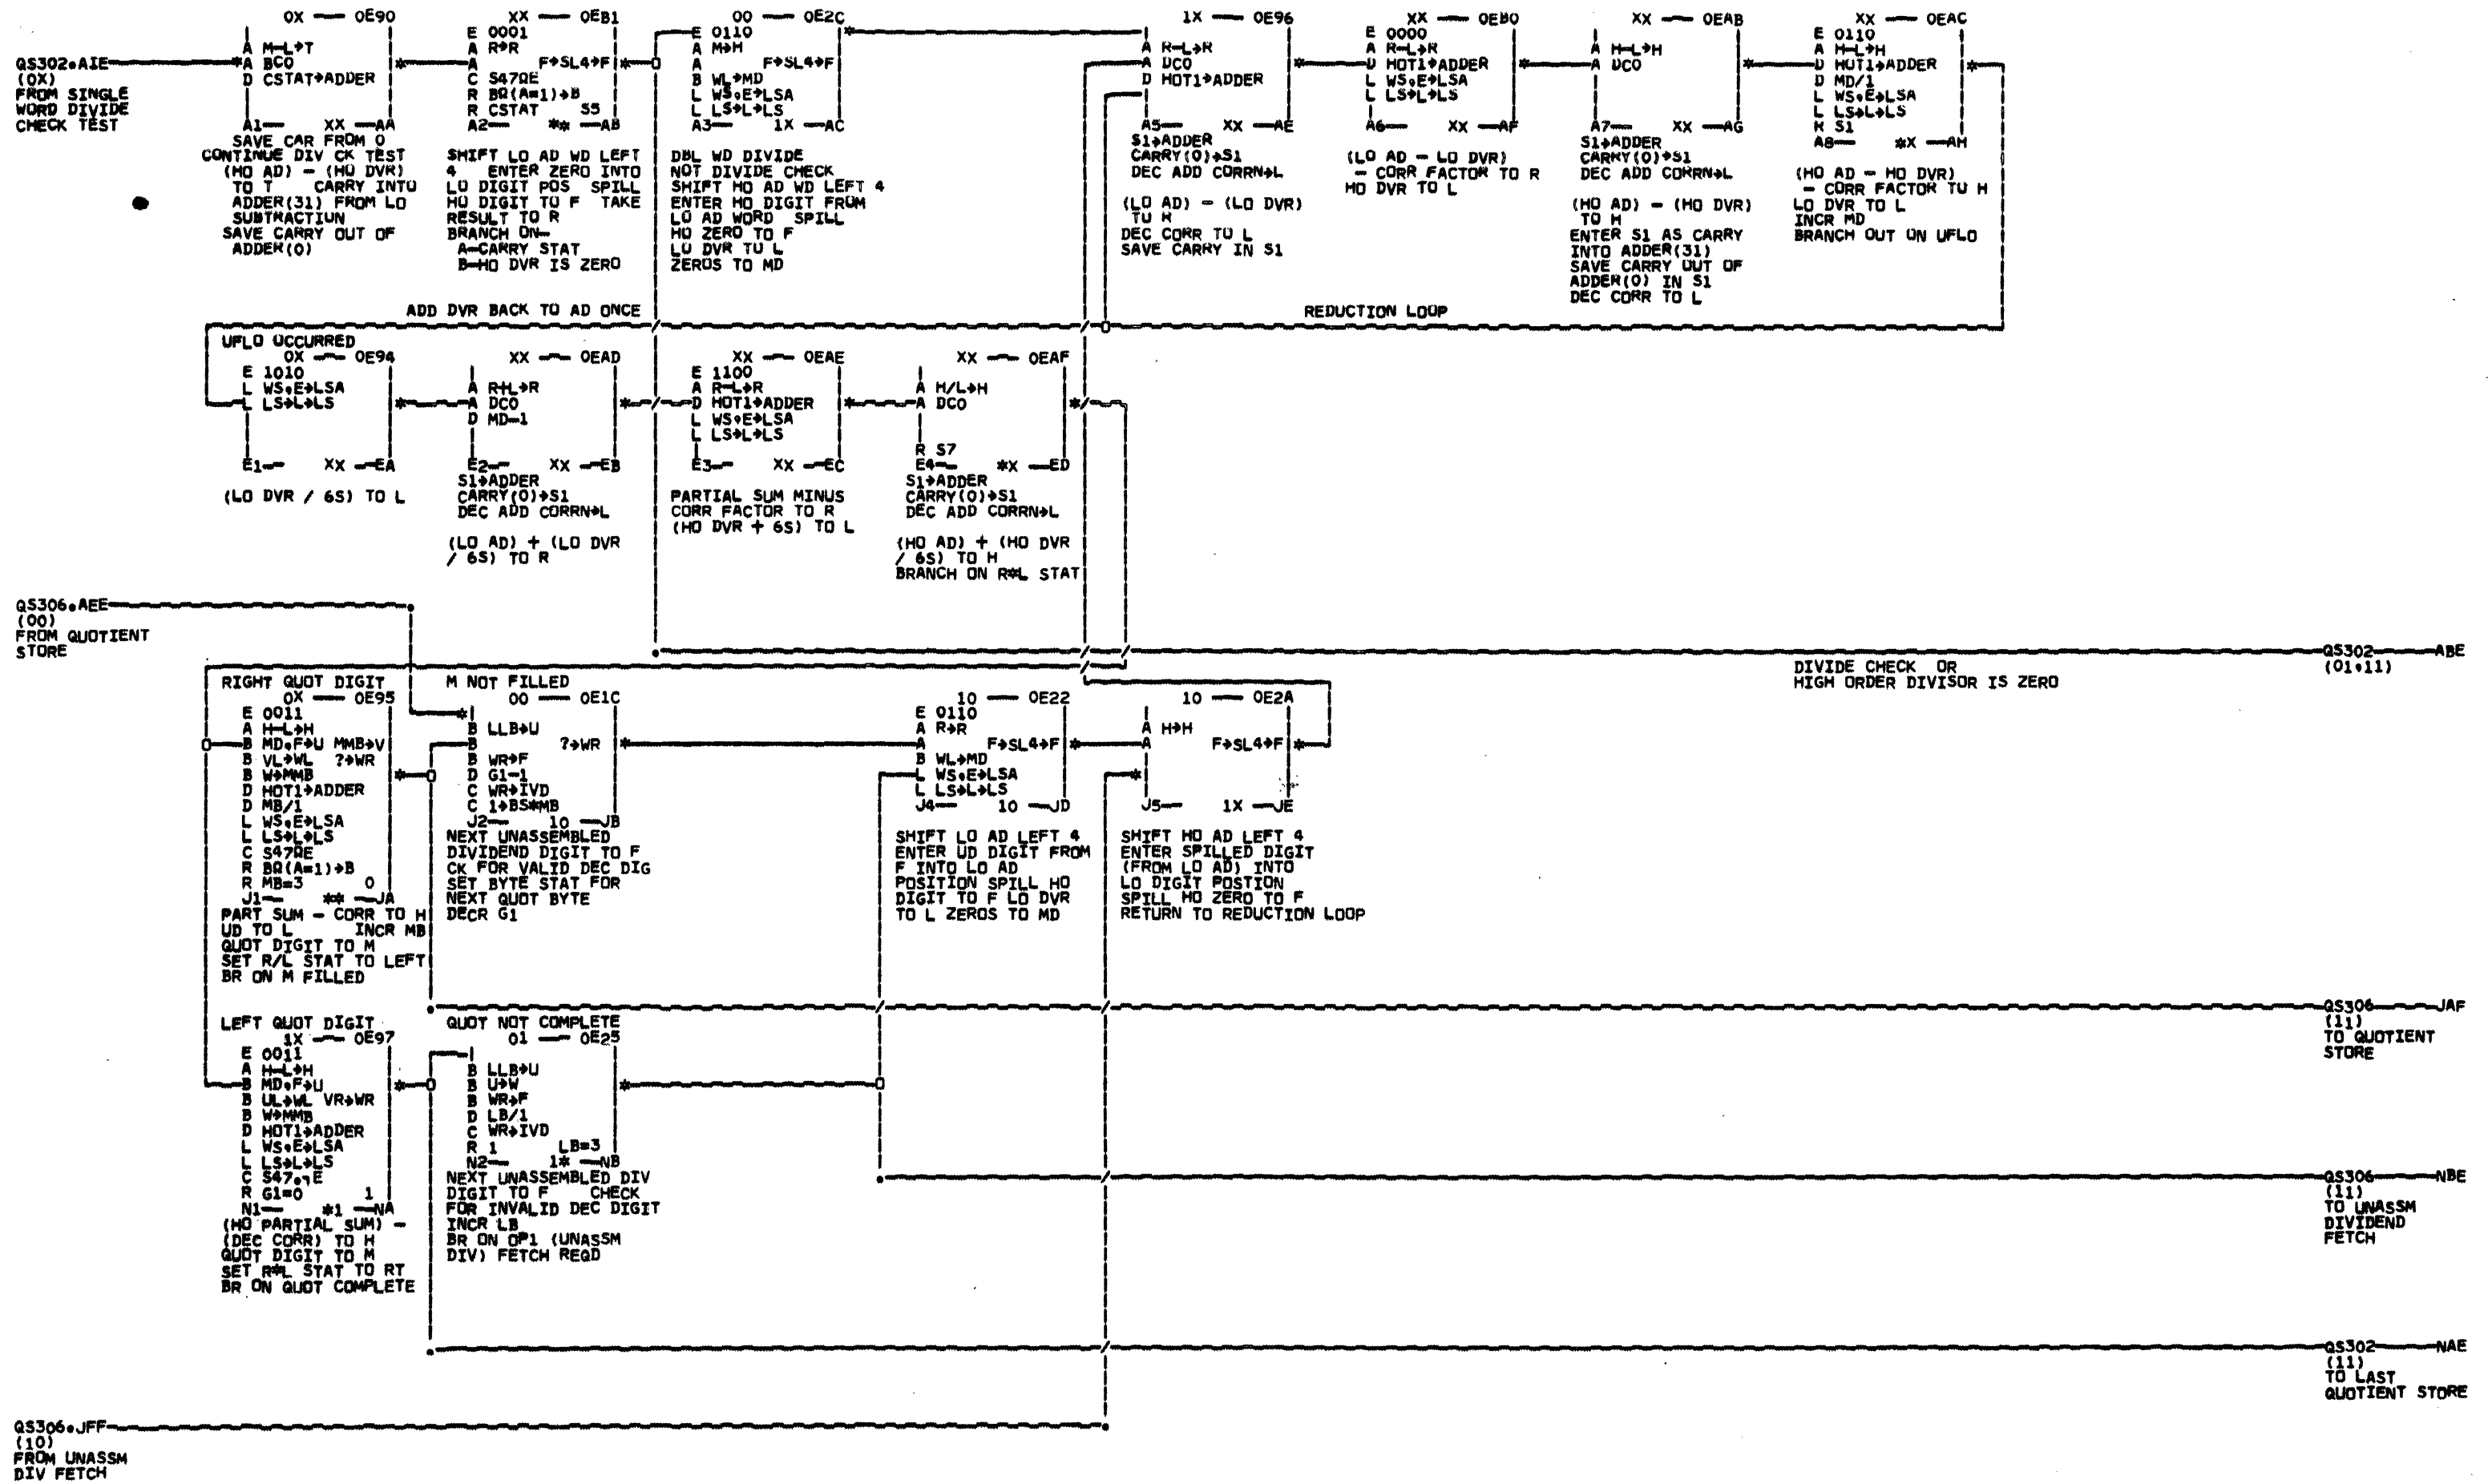 QS302.AIE
(0X)
FROM SINGLE
WORD DIVIDE
CHECK TEST
0X — 0E90
A M-L→T
A BCO
D CSTAT→ADDER
A1— XX —AA
SAVE CAR FROM 0
CONTINUE DIV CK TEST
(HO AD) - (HO DVR)
TO T CARRY INTO
ADDER(31) FROM LO
SUBTRACTION
SAVE CARRY OUT OF
ADDER(0)
XX — 0EB1
E 0001
A R→R
A F→SL4→F
C S47ΩE
R BΩ(A=1)→B
R CSTAT S5
A2— ** —AB
SHIFT LO AD WD LEFT
4 ENTER ZERO INTO
LO DIGIT POS SPILL
HO DIGIT TO F TAKE
RESULT TO R
BRANCH ON—
A-CARRY STAT
B-HO DVR IS ZERO
00 — 0E2C
E 0110
A M→H
A F→SL4→F
B WL→MD
L WS,E→LSA
L LS→L→LS
A3— 1X —AC
DBL WD DIVIDE
NOT DIVIDE CHECK
SHIFT HO AD WD LEFT 4
ENTER HO DIGIT FROM
LO AD WORD SPILL
HO ZERO TO F
LO DVR TO L
ZEROS TO MD
1X — 0E96
A R-L→R
A DCO
D HOT1→ADDER
A5— XX —AE
S1→ADDER
CARRY(0)→S1
DEC ADD CORRN→L
(LO AD) - (LO DVR)
TO R
DEC CORR TO L
SAVE CARRY IN S1
XX — 0EB0
E 0000
A R-L→R
D HOT1→ADDER
L WS,E→LSA
L LS→L→LS
A6— XX —AF
(LO AD - LO DVR)
- CORR FACTOR TO R
HO DVR TO L
XX — 0EAB
A H-L→H
A DCO
A7— XX —AG
S1→ADDER
CARRY(0)→S1
DEC ADD CORRN→L
(HO AD) - (HO DVR)
TO H
ENTER S1 AS CARRY
INTO ADDER(31)
SAVE CARRY OUT OF
ADDER(0) IN S1
DEC CORR TO L
XX — 0EAC
E 0110
A H-L→H
D HOT1→ADDER
D MD/1
L WS,E→LSA
L LS→L→LS
R S1
A8— *X —AH
(HO AD - HO DVR)
- CORR FACTOR TO H
LO DVR TO L
INCR MD
BRANCH OUT ON UFLO
ADD DVR BACK TO AD ONCE
REDUCTION LOOP
UFLO OCCURRED
0X — 0E94
E 1010
L WS,E→LSA
L LS→L→LS
E1— XX —EA
(LO DVR / 6S) TO L
XX — 0EAD
A R+L→R
A DCO
D MD-1
E2— XX —EB
S1→ADDER
CARRY(0)→S1
DEC ADD CORRN→L
(LO AD) + (LO DVR
/ 6S) TO R
XX — 0EAE
E 1100
A R-L→R
D HOT1→ADDER
L WS,E→LSA
L LS→L→LS
E3— XX —EC
PARTIAL SUM MINUS
CORR FACTOR TO R
(HO DVR + 6S) TO L
XX — 0EAF
A H/L→H
A DCO
R S7
E4— *X —ED
S1→ADDER
CARRY(0)→S1
DEC ADD CORRN→L
(HO AD) + (HO DVR
/ 6S) TO H
BRANCH ON R*L STAT
QS306.AEE
(00)
FROM QUOTIENT
STORE
QS302—ABE
(01,11)
DIVIDE CHECK OR
HIGH ORDER DIVISOR IS ZERO
RIGHT QUOT DIGIT
0X — 0E95
E 0011
A H-L→H
B MD,F→U MMB→V
B VL→WL ?→WR
B W→MMB
D HOT1→ADDER
D MB/1
L WS,E→LSA
L LS→L→LS
C S47ΩE
R BΩ(A=1)→B
R MB=3 0
J1— ** —JA
PART SUM - CORR TO H
UD TO L INCR MB
QUOT DIGIT TO M
SET R/L STAT TO LEFT
BR ON M FILLED
M NOT FILLED
00 — 0E1C
B LLB→U
B ?→WR
B WR→F
D G1-1
C WR→IVD
C 1→BS*MB
J2— 10 —JB
NEXT UNASSEMBLED
DIVIDEND DIGIT TO F
CK FOR VALID DEC DIG
SET BYTE STAT FOR
NEXT QUOT BYTE
DECR G1
10 — 0E22
E 0110
A R→R
A F→SL4→F
B WL→MD
L WS,E→LSA
L LS→L→LS
J4— 10 —JD
SHIFT LO AD LEFT 4
ENTER UD DIGIT FROM
F INTO LO AD
POSITION SPILL HO
DIGIT TO F LO DVR
TO L ZEROS TO MD
10 — 0E2A
A H→H
A F→SL4→F
J5— 1X —JE
SHIFT HO AD LEFT 4
ENTER SPILLED DIGIT
(FROM LO AD) INTO
LO DIGIT POSTION
SPILL HO ZERO TO F
RETURN TO REDUCTION LOOP
QS306—JAF
(11)
TO QUOTIENT
STORE
LEFT QUOT DIGIT
1X — 0E97
E 0011
A H-L→H
B MD,F→U
B UL→WL VR→WR
B W→MMB
D HOT1→ADDER
L WS,E→LSA
L LS→L→LS
C S47,¬E
R G1=0 1
N1— *1 —NA
(HO PARTIAL SUM) -
(DEC CORR) TO H
QUOT DIGIT TO M
SET R*L STAT TO RT
BR ON QUOT COMPLETE
QUOT NOT COMPLETE
01 — 0E25
B LLB→U
B U→W
B WR→F
D LB/1
C WR→IVD
R 1 LB=3
N2— 1* —NB
NEXT UNASSEMBLED DIV
DIGIT TO F CHECK
FOR INVALID DEC DIGIT
INCR LB
BR ON OP1 (UNASSM
DIV) FETCH REQD
QS306—NBE
(11)
TO UNASSM
DIVIDEND
FETCH
QS302—NAE
(11)
TO LAST
QUOTIENT STORE
QS306.JFF
(10)
FROM UNASSM
DIV FETCH